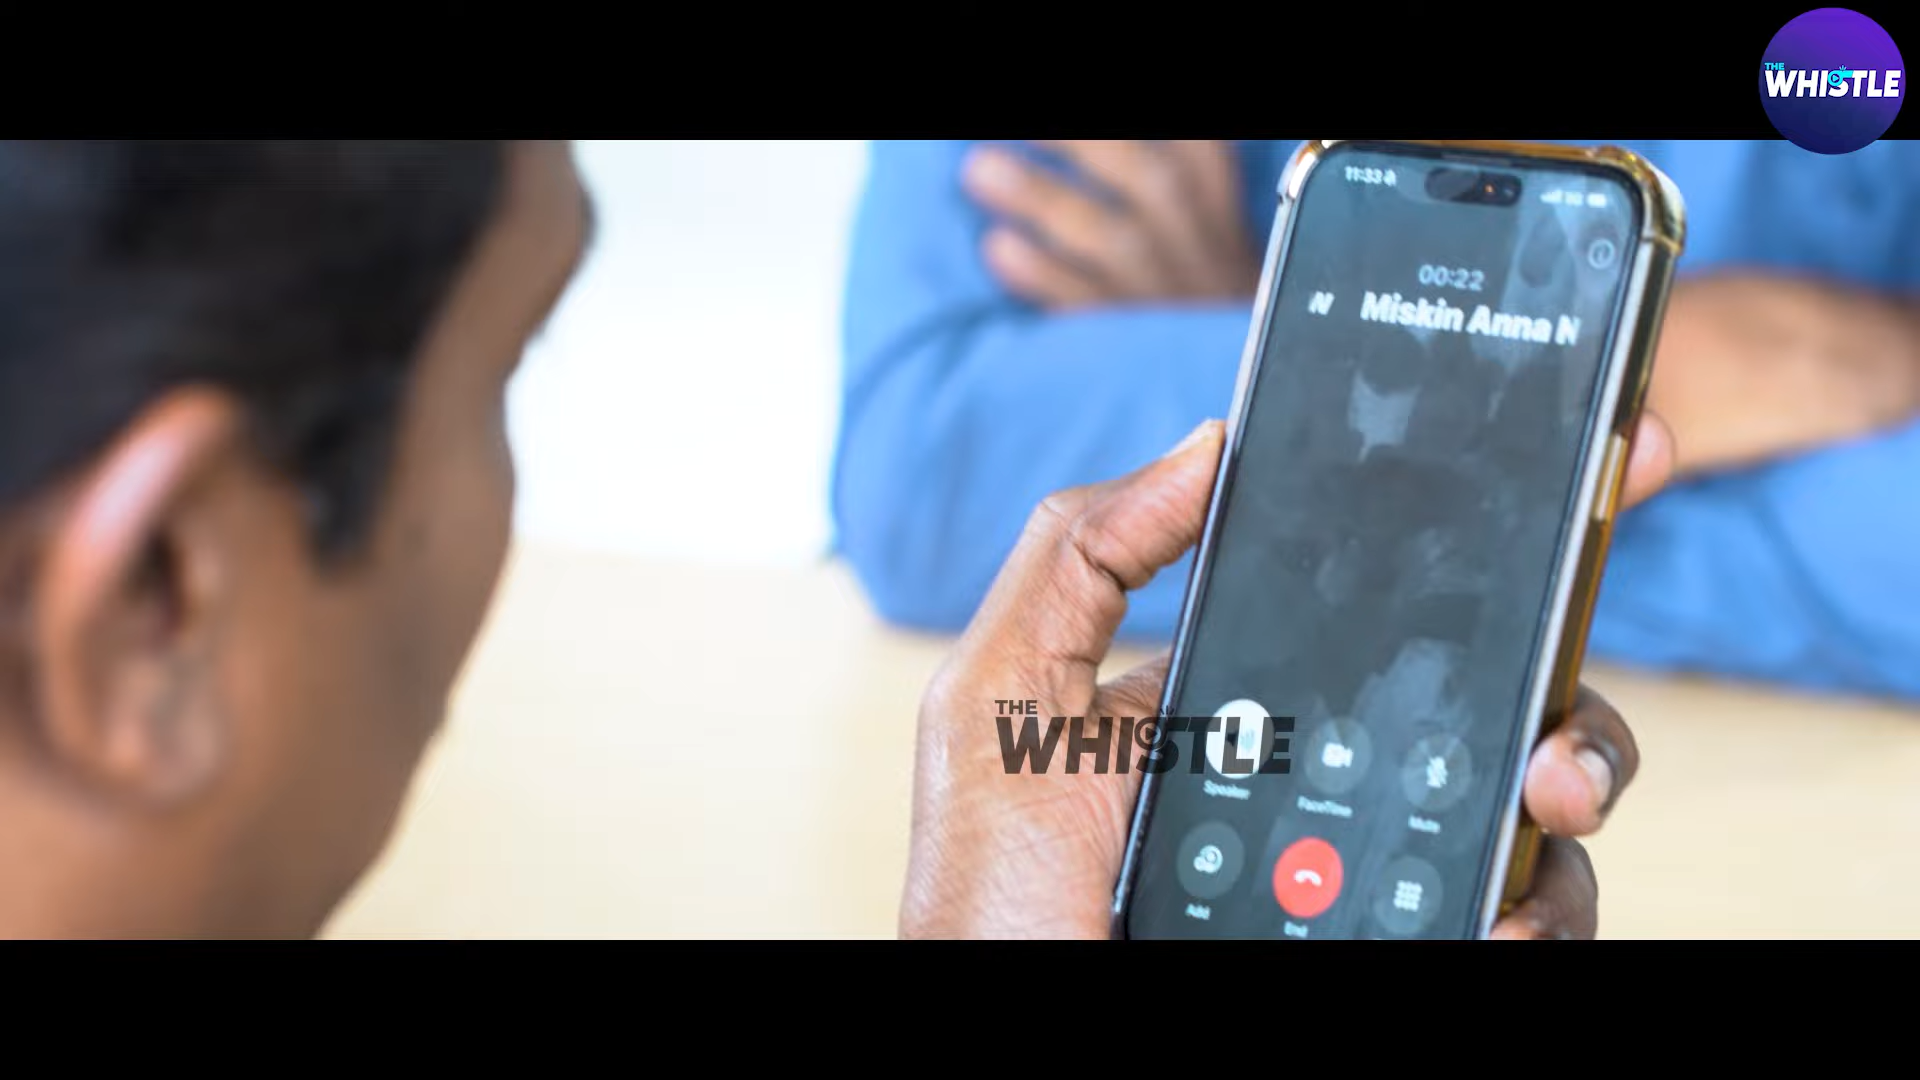 THE
WHISTLE
11:33
00:22
N Miskin Anna N
THE
WHISTLE
Speaker
FaceTime
Mute
Add
End